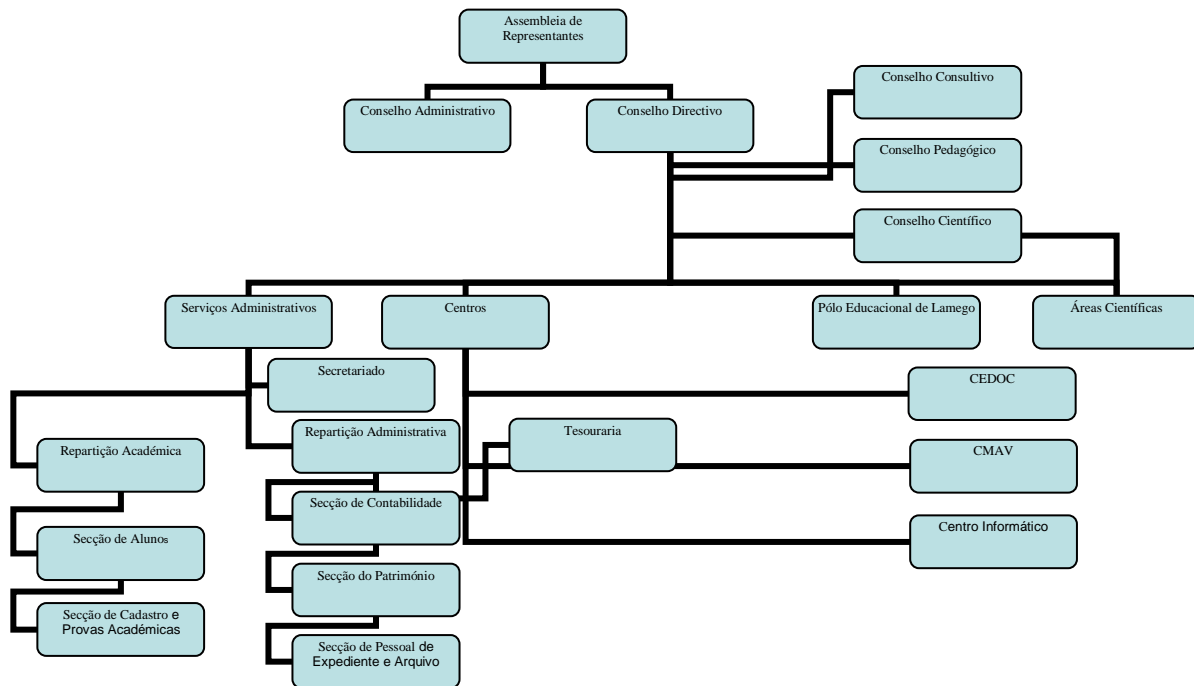 Assembleia de
Representantes
Conselho Administrativo
Conselho Directivo
Conselho Consultivo
Conselho Pedagógico
Conselho Científico
Serviços Administrativos
Centros
Pólo Educacional de Lamego
Áreas Científicas
Secretariado
CEDOC
Repartição Administrativa
Tesouraria
Repartição Académica
CMAV
Secção de Contabilidade
Secção de Alunos
Centro Informático
Secção do Património
Secção de Cadastro e
Provas Académicas
Secção de Pessoal de
Expediente e Arquivo